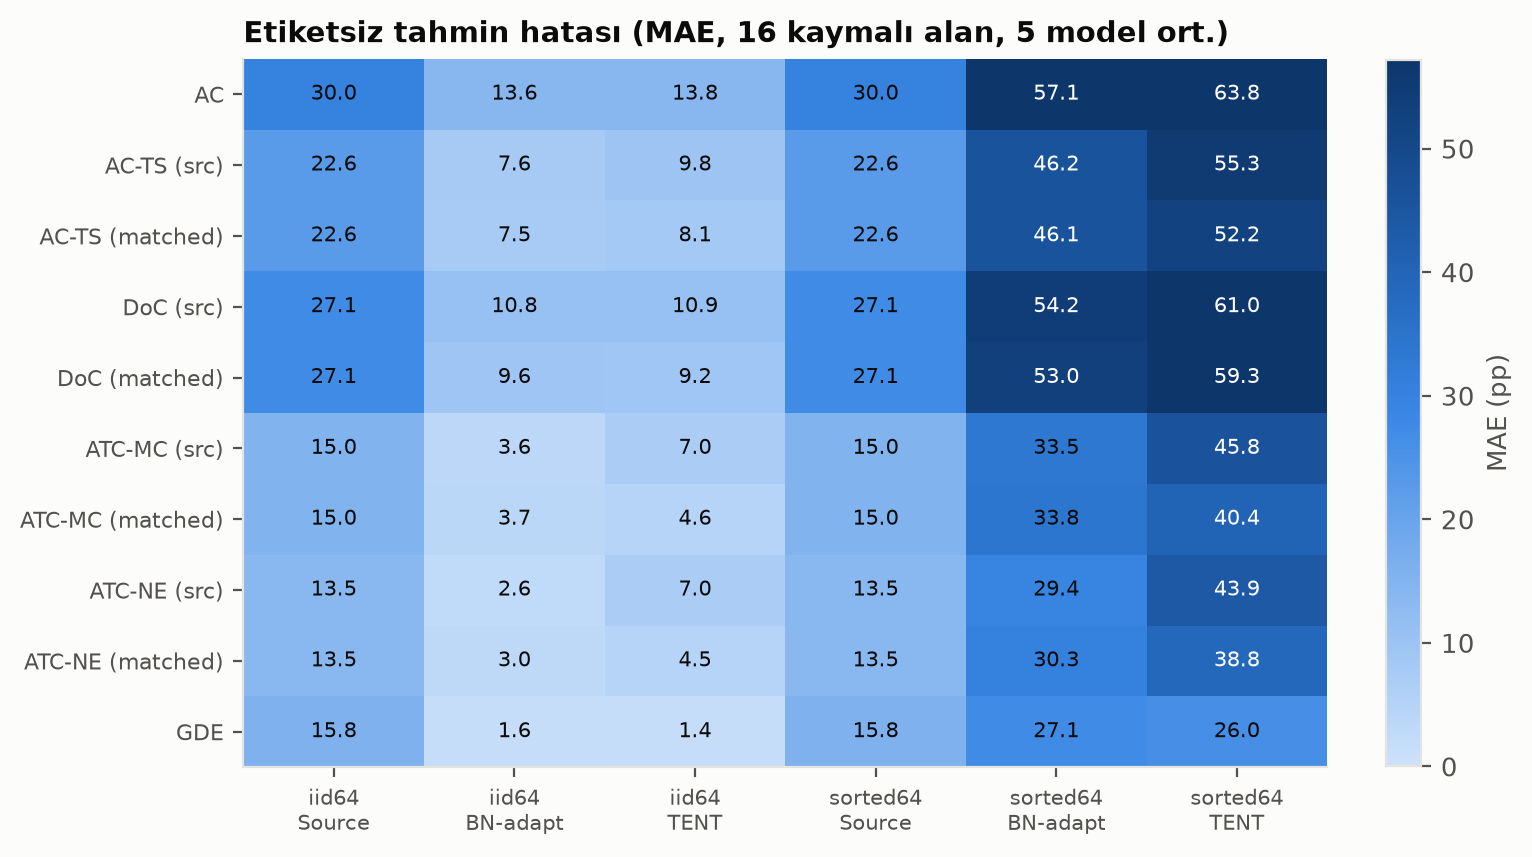 Etiketsiz tahmin hatası (MAE, 16 kaymalı alan, 5 model ort.)
AC 30.0 13.6 13.8 30.0 57.1 63.8
AC-TS (src) 22.6 7.6 9.8 22.6 46.2 55.3
AC-TS (matched) 22.6 7.5 8.1 22.6 46.1 52.2
DoC (src) 27.1 10.8 10.9 27.1 54.2 61.0
DoC (matched) 27.1 9.6 9.2 27.1 53.0 59.3
ATC-MC (src) 15.0 3.6 7.0 15.0 33.5 45.8
ATC-MC (matched) 15.0 3.7 4.6 15.0 33.8 40.4
ATC-NE (src) 13.5 2.6 7.0 13.5 29.4 43.9
ATC-NE (matched) 13.5 3.0 4.5 13.5 30.3 38.8
GDE 15.8 1.6 1.4 15.8 27.1 26.0
iid64 iid64 iid64 sorted64 sorted64 sorted64
Source BN-adapt TENT Source BN-adapt TENT
50
40
30
20
10
0
MAE (pp)